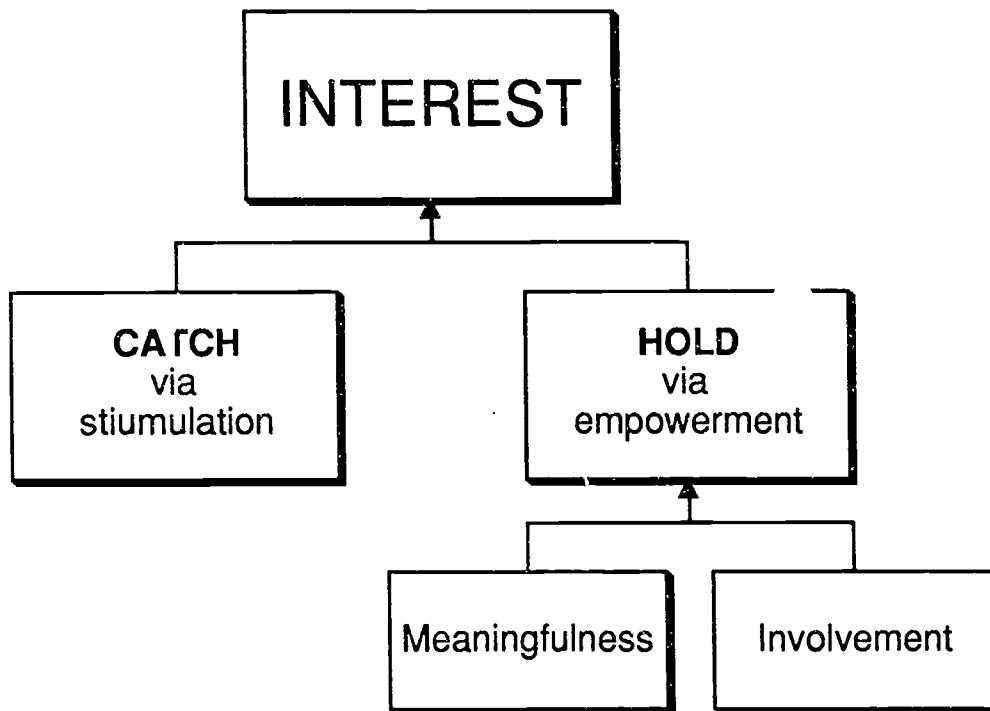 INTEREST
CATCH
via
stiumulation
HOLD
via
empowerment
Meaningfulness
Involvement